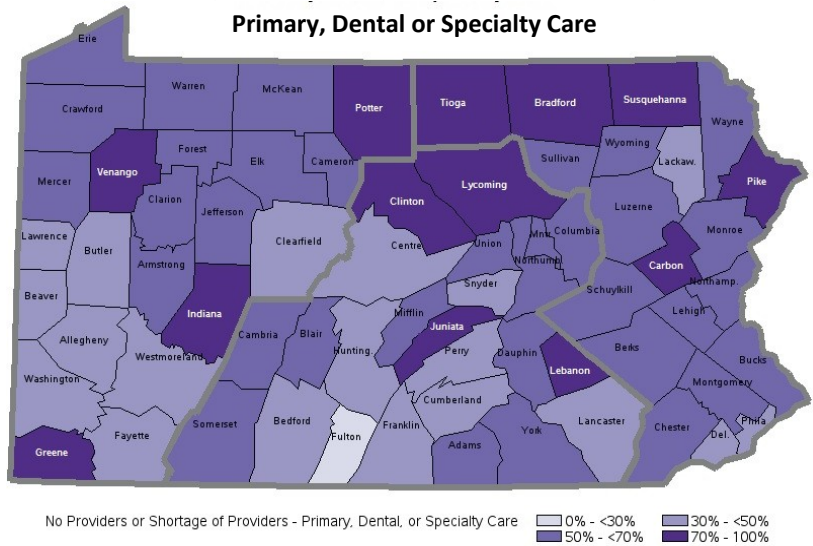 Primary, Dental or Specialty Care
Erie
Warren
McKean
Potter
Tioga
Bradford
Susquehanna
Crawford
Wayne
Forest
Elk
Cameron
Sullivan
Wyoming
Lackaw.
Venango
Mercer
Clarion
Lycoming
Pike
Clinton
Luzerne
Jefferson
Lawrence
Butler
Clearfield
Centre
Union
Mntr
Columbia
Monroe
Armstrong
Northumb
Carbon
Northamp.
Beaver
Snyder
Schuylkill
Indiana
Mifflin
Lehigh
Allegheny
Cambria
Blair
Juniata
Westmoreland
Hunting.
Perry
Dauphin
Berks
Bucks
Lebanon
Washington
Montgomery
Cumberland
Somerset
Bedford
Fulton
Franklin
Lancaster
Fayette
York
Chester
Phila
Del.
Adams
Greene
No Providers or Shortage of Providers - Primary, Dental, or Specialty Care
0% - <30%
30% - <50%
50% - <70%
70% - 100%